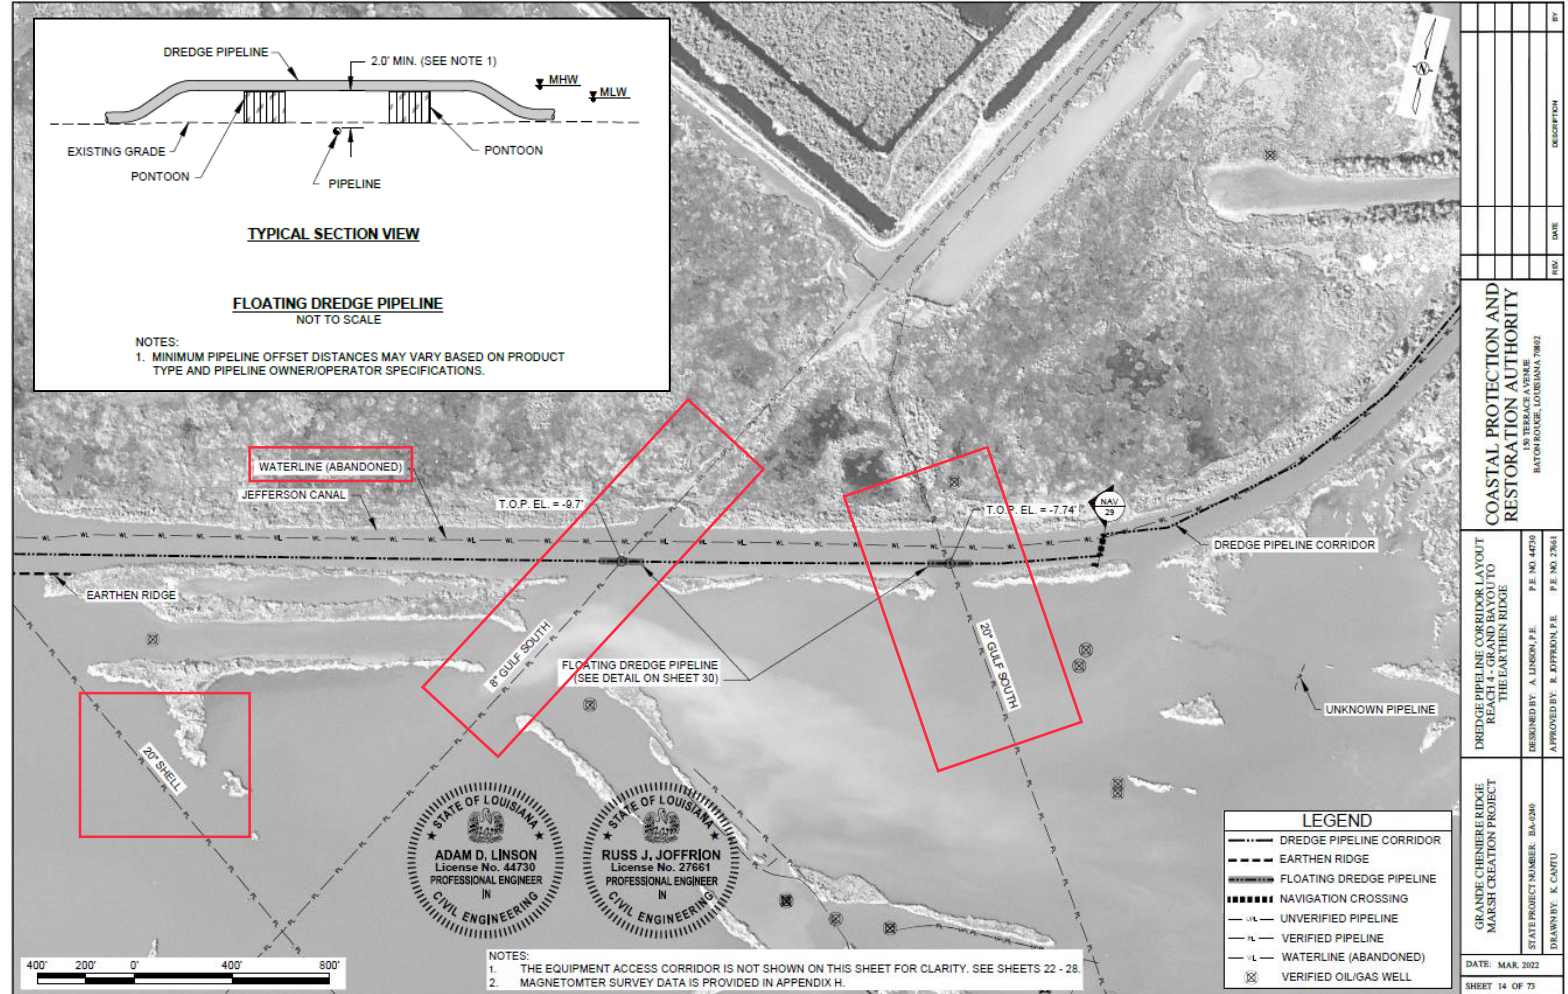 DREDGE PIPELINE
2.0' MIN. (SEE NOTE 1)
MHW
MLW
EXISTING GRADE
PONTOON
PIPELINE
PONTOON
TYPICAL SECTION VIEW
FLOATING DREDGE PIPELINE
NOT TO SCALE
NOTES:
1. MINIMUM PIPELINE OFFSET DISTANCES MAY VARY BASED ON PRODUCT
TYPE AND PIPELINE OWNER/OPERATOR SPECIFICATIONS.
N
WATERLINE (ABANDONED)
JEFFERSON CANAL
T.O.P. EL. = -9.7'
T.O.P. EL. = -7.74'
NAV
29
DREDGE PIPELINE CORRIDOR
EARTHEN RIDGE
8" GULF SOUTH
FLOATING DREDGE PIPELINE
(SEE DETAIL ON SHEET 30)
20" GULF SOUTH
UNKNOWN PIPELINE
20" SHELL
STATE OF LOUISIANA
ADAM D. LINSON
License No. 44730
PROFESSIONAL ENGINEER
IN
CIVIL ENGINEERING
STATE OF LOUISIANA
RUSS J. JOFFRION
License No. 27661
PROFESSIONAL ENGINEER
IN
CIVIL ENGINEERING
400' 200' 0' 400' 800'
NOTES:
1. THE EQUIPMENT ACCESS CORRIDOR IS NOT SHOWN ON THIS SHEET FOR CLARITY. SEE SHEETS 22 - 28.
2. MAGNETOMTER SURVEY DATA IS PROVIDED IN APPENDIX H.
LEGEND
DREDGE PIPELINE CORRIDOR
EARTHEN RIDGE
FLOATING DREDGE PIPELINE
NAVIGATION CROSSING
UPL UNVERIFIED PIPELINE
PL VERIFIED PIPELINE
WL WATERLINE (ABANDONED)
VERIFIED OIL/GAS WELL
REV. DATE DESCRIPTION BY
COASTAL PROTECTION AND
RESTORATION AUTHORITY
150 TERRACE AVENUE
BATON ROUGE, LOUISIANA 70802
DREDGE PIPELINE CORRIDOR LAYOUT
REACH 4 - GRAND BAYOU TO
THE EARTHEN RIDGE
DESIGNED BY: A. LINSON, P.E. P.E. NO. 44730
APPROVED BY: R. JOFFRION, P.E. P.E. NO. 27661
GRANDE CHENIERE RIDGE
MARSH CREATION PROJECT
STATE PROJECT NUMBER: BA-0240
DRAWN BY: K. CANTU
DATE: MAR. 2022
SHEET 14 OF 73